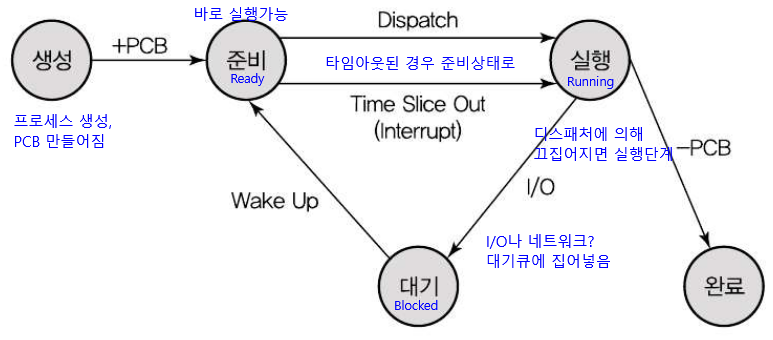 바로 실행가능
Dispatch
생성
+PCB
준비
Ready
타임아웃된 경우 준비상태로
실행
Running
Time Slice Out
(Interrupt)
프로세스 생성,
PCB 만들어짐
디스패처에 의해
끄집어지면 실행단계
-PCB
Wake Up
I/O
I/O나 네트워크?
대기큐에 집어넣음
대기
Blocked
완료